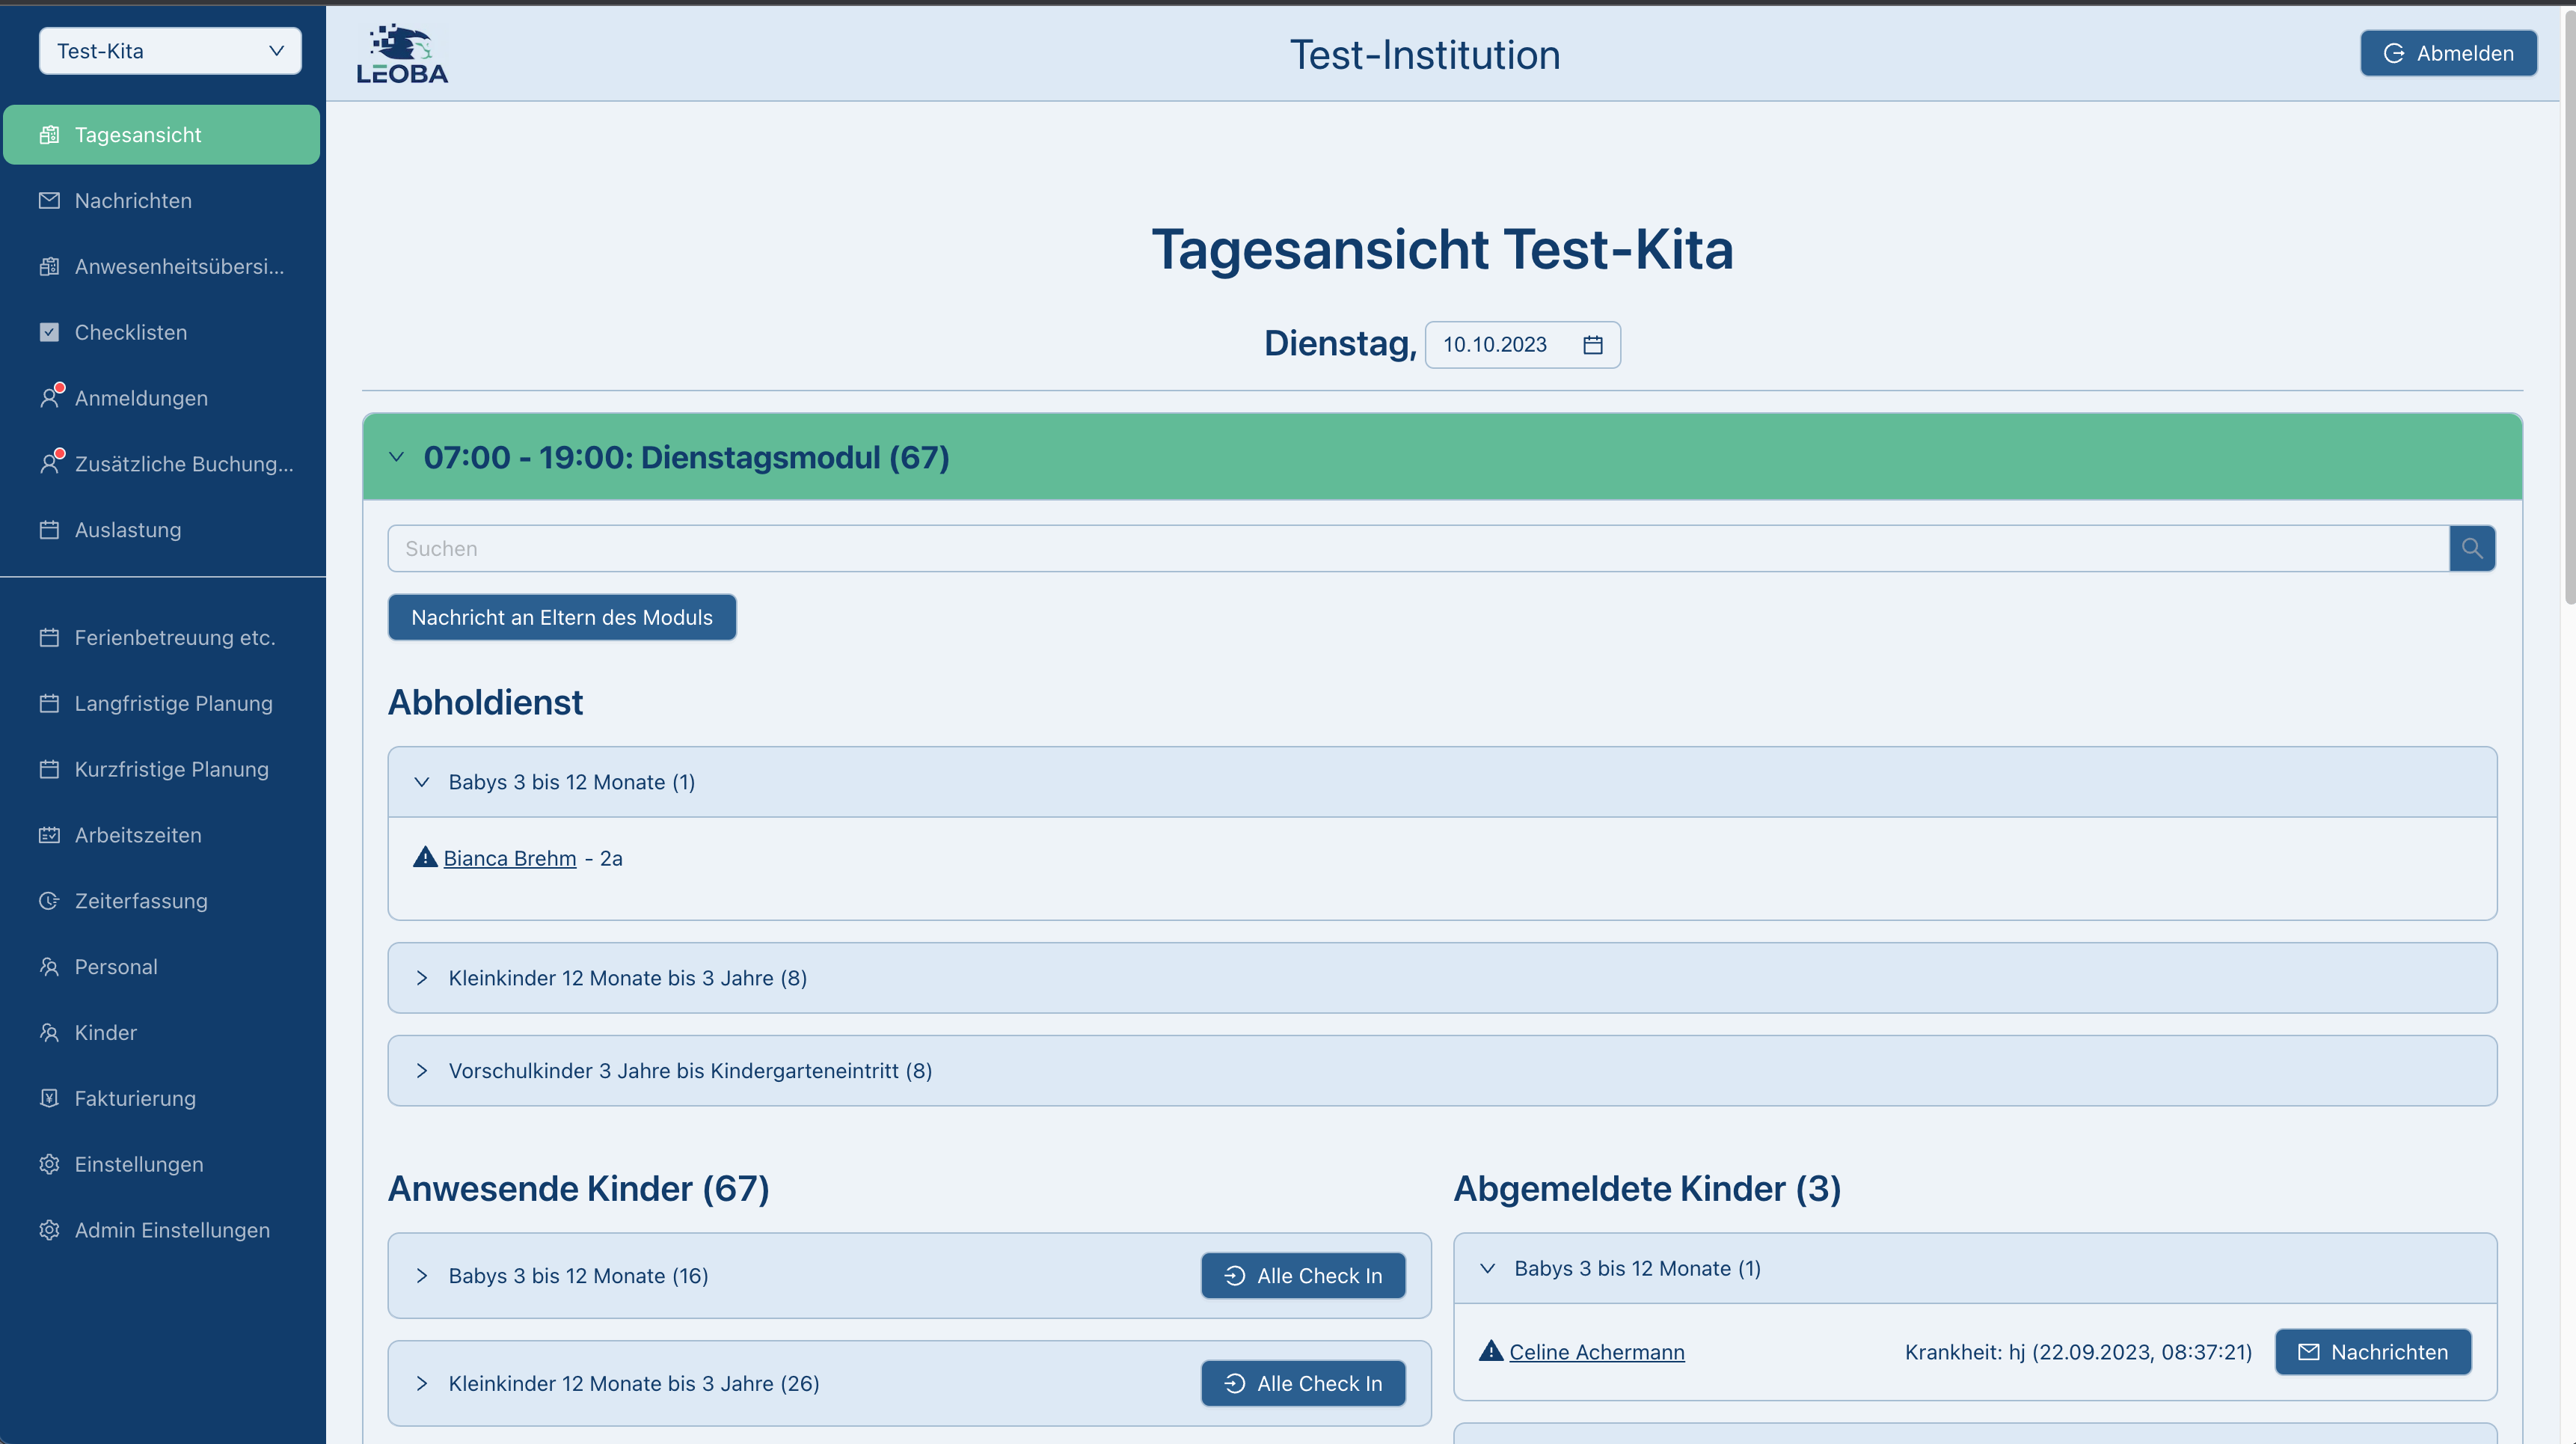 Test-Kita
Tagesansicht
Nachrichten
Anwesenheitsübersi...
Checklisten
Anmeldungen
Zusätzliche Buchung...
Auslastung
Ferienbetreuung etc.
Langfristige Planung
Kurzfristige Planung
Arbeitszeiten
Zeiterfassung
Personal
Kinder
Fakturierung
Einstellungen
Admin Einstellungen
LEOBA
Test-Institution
Abmelden
Tagesansicht Test-Kita
Dienstag, 10.10.2023
07:00 - 19:00: Dienstagsmodul (67)
Suchen
Nachricht an Eltern des Moduls
Abholdienst
Babys 3 bis 12 Monate (1)
Bianca Brehm - 2a
Kleinkinder 12 Monate bis 3 Jahre (8)
Vorschulkinder 3 Jahre bis Kindergarteneintritt (8)
Anwesende Kinder (67)
Babys 3 bis 12 Monate (16) Alle Check In
Kleinkinder 12 Monate bis 3 Jahre (26) Alle Check In
Abgemeldete Kinder (3)
Babys 3 bis 12 Monate (1)
Celine Achermann Krankheit: hj (22.09.2023, 08:37:21) Nachrichten